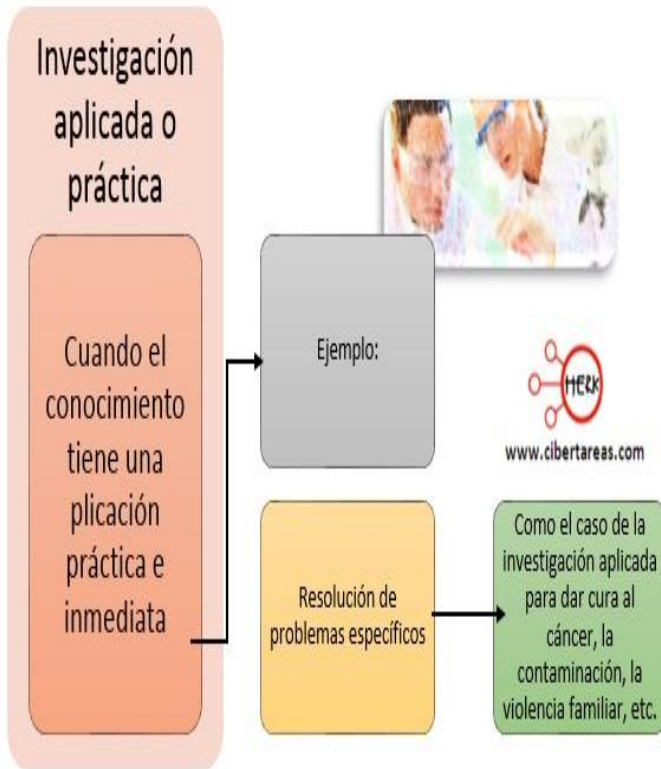 Investigación
aplicada o
práctica
Cuando el
conocimiento
tiene una
plicación
práctica e
inmediata
Ejemplo:
HERK
www.cibertareas.com
Resolución de
problemas específicos
Como el caso de la
investigación aplicada
para dar cura al
cáncer, la
contaminación, la
violencia familiar, etc.